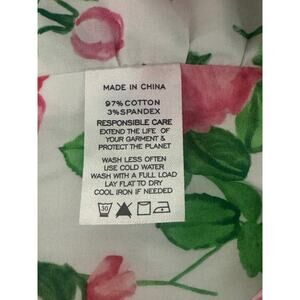 MADE IN CHINA
97% COTTON
3% SPANDEX
RESPONSIBLE CARE
EXTEND THE LIFE OF
YOUR GARMENT &
PROTECT THE PLANET
WASH LESS OFTEN
USE COLD WATER
WASH WITH A FULL LOAD
LAY FLAT TO DRY
COOL IRON IF NEEDED
30